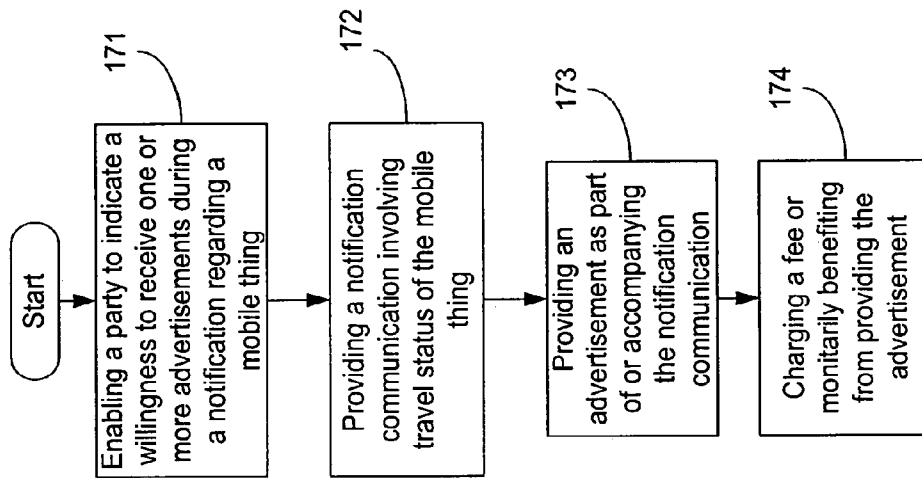 Start
Enabling a party to indicate a
willingness to receive one or
more advertisements during
a notification regarding a
mobile thing
171
Providing a notification
communication involving
travel status of the mobile
thing
172
Providing an
advertisement as part
of or accompanying
the notification
communication
173
Charging a fee or
monitarily benefiting
from providing the
advertisement
174